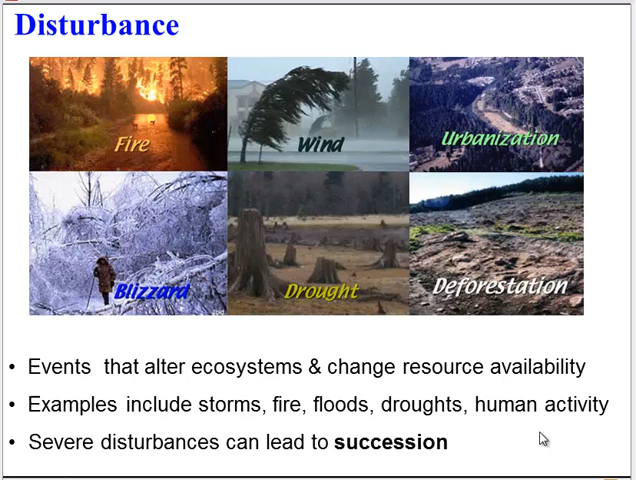 Disturbance
Fire
Wind
Urbanization
Blizzard
Drought
Deforestation
• Events that alter ecosystems & change resource availability
• Examples include storms, fire, floods, droughts, human activity
• Severe disturbances can lead to succession